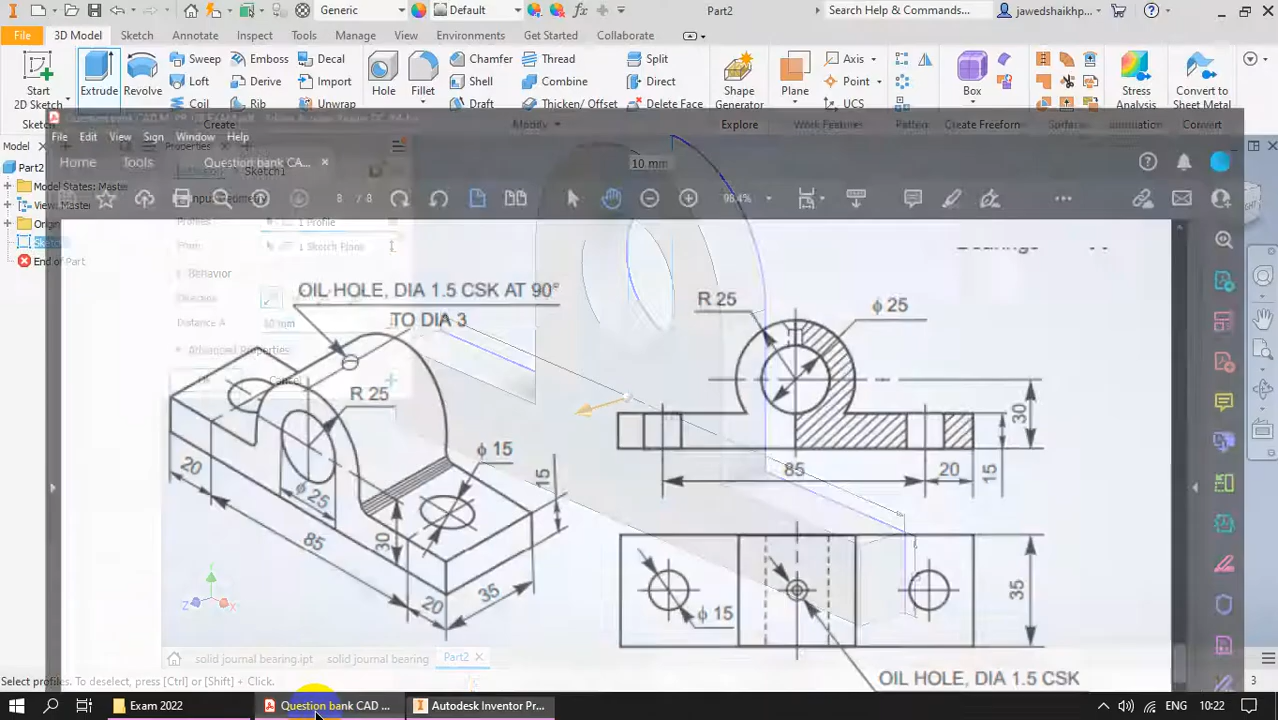 Generic
Default
Part2
Search Help & Commands...
jawedshaikhp...
File
3D Model
Sketch
Annotate
Inspect
Tools
Manage
View
Environments
Get Started
Collaborate
Start
2D Sketch
Extrude
Revolve
Sweep
Emboss
Decal
Loft
Derive
Import
Coil
Rib
Unwrap
Hole
Fillet
Chamfer
Thread
Split
Shell
Combine
Direct
Draft
Thicken/ Offset
Delete Face
Shape
Generator
Plane
Axis
Point
UCS
Box
Stress
Analysis
Convert to
Sheet Metal
Sketch
Create
Modify
Explore
Work Features
Pattern
Create Freeform
Convert
File
Edit
View
Sign
Window
Help
Home
Tools
Question bank CA...
8 / 8
98.4%
Model
Properties
Sketch1
Part2
Model States: Master
View: Master
Origin
End of Part
Input Geometry
Profiles
1 Profile
From
1 Sketch Plane
Behavior
Direction
Distance A
10 mm
Advanced Properties
OK
Cancel
10 mm
OIL HOLE, DIA 1.5 CSK AT 90°
TO DIA 3
R 25
ϕ 25
ϕ 15
20
85
30
20
35
15
R 25
ϕ 25
30
15
85
20
ϕ 15
35
OIL HOLE, DIA 1.5 CSK
solid journal bearing.ipt
solid journal bearing
Part2
Select profiles. To deselect, press [Ctrl] or [Shift] + Click.
3
Exam 2022
Question bank CAD ...
Autodesk Inventor Pr...
ENG
10:22